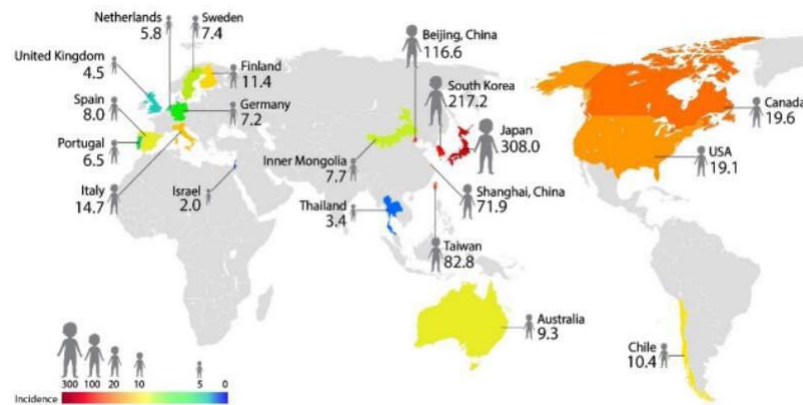 Netherlands
5.8
Sweden
7.4
Beijing, China
116.6
United Kingdom
4.5
Finland
11.4
South Korea
217.2
Canada
19.6
Spain
8.0
Germany
7.2
Japan
308.0
USA
19.1
Portugal
6.5
Inner Mongolia
7.7
Italy
14.7
Israel
2.0
Shanghai, China
71.9
Thailand
3.4
Taiwan
82.8
Australia
9.3
Chile
10.4
300 100 20 10 5 0
Incidence